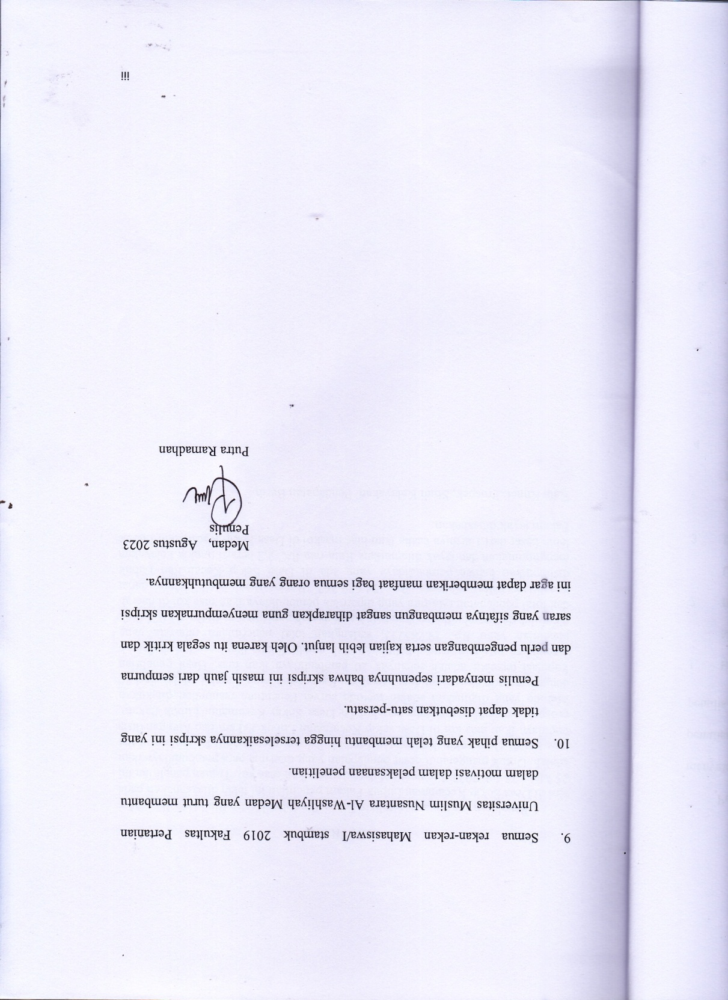 9. Semua rekan-rekan Mahasiswa/I stambuk 2019 Fakultas Pertanian
Universitas Muslim Nusantara Al-Washliyah Medan yang turut membantu
dalam motivasi dalam pelaksanaan penelitian.
10. Semua pihak yang telah membantu hingga terselesaikannya skripsi ini yang
tidak dapat disebutkan satu-persatu.
Penulis menyadari sepenuhnya bahwa skripsi ini masih jauh dari sempurna
dan perlu pengembangan serta kajian lebih lanjut. Oleh karena itu segala kritik dan
saran yang sifatnya membangun sangat diharapkan guna menyempurnakan skripsi
ini agar dapat memberikan manfaat bagi semua orang yang membutuhkannya.
Medan, Agustus 2023
Penulis
Putra Ramadhan
iii